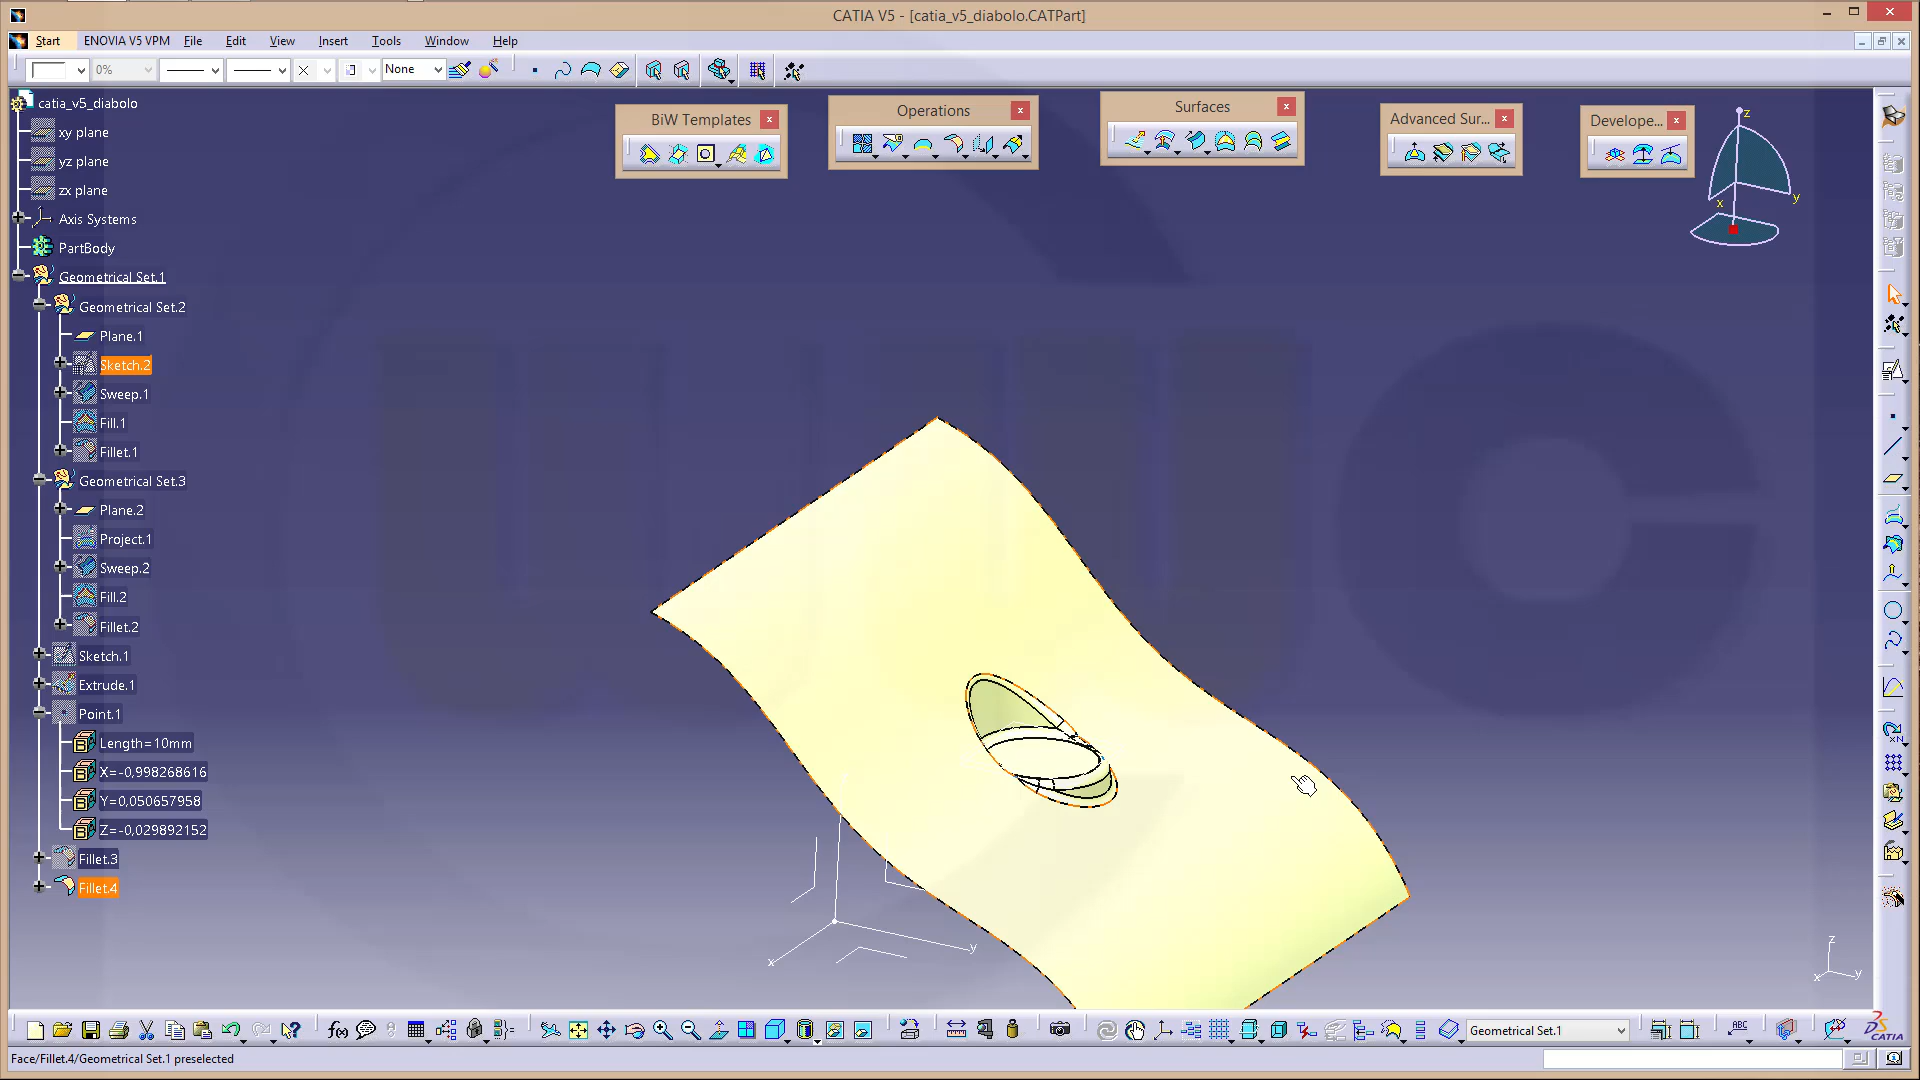 CATIA V5 - [catia_v5_diabolo.CATPart]
Start ENOVIA V5 VPM File Edit View Insert Tools Window Help
0% None
catia_v5_diabolo
xy plane
yz plane
zx plane
Axis Systems
PartBody
Geometrical Set.1
Geometrical Set.2
Plane.1
Sketch.2
Sweep.1
Fill.1
Fillet.1
Geometrical Set.3
Plane.2
Project.1
Sweep.2
Fill.2
Fillet.2
Sketch.1
Extrude.1
Point.1
Length=10mm
X=-0,998268616
Y=0,050657958
Z=-0,029892152
Fillet.3
Fillet.4
BiW Templates
Operations
Surfaces
Advanced Sur...
Develope...
z
x
y
x
y
z
x
y
Geometrical Set.1
ABC
CATIA
Face/Fillet.4/Geometrical Set.1 preselected